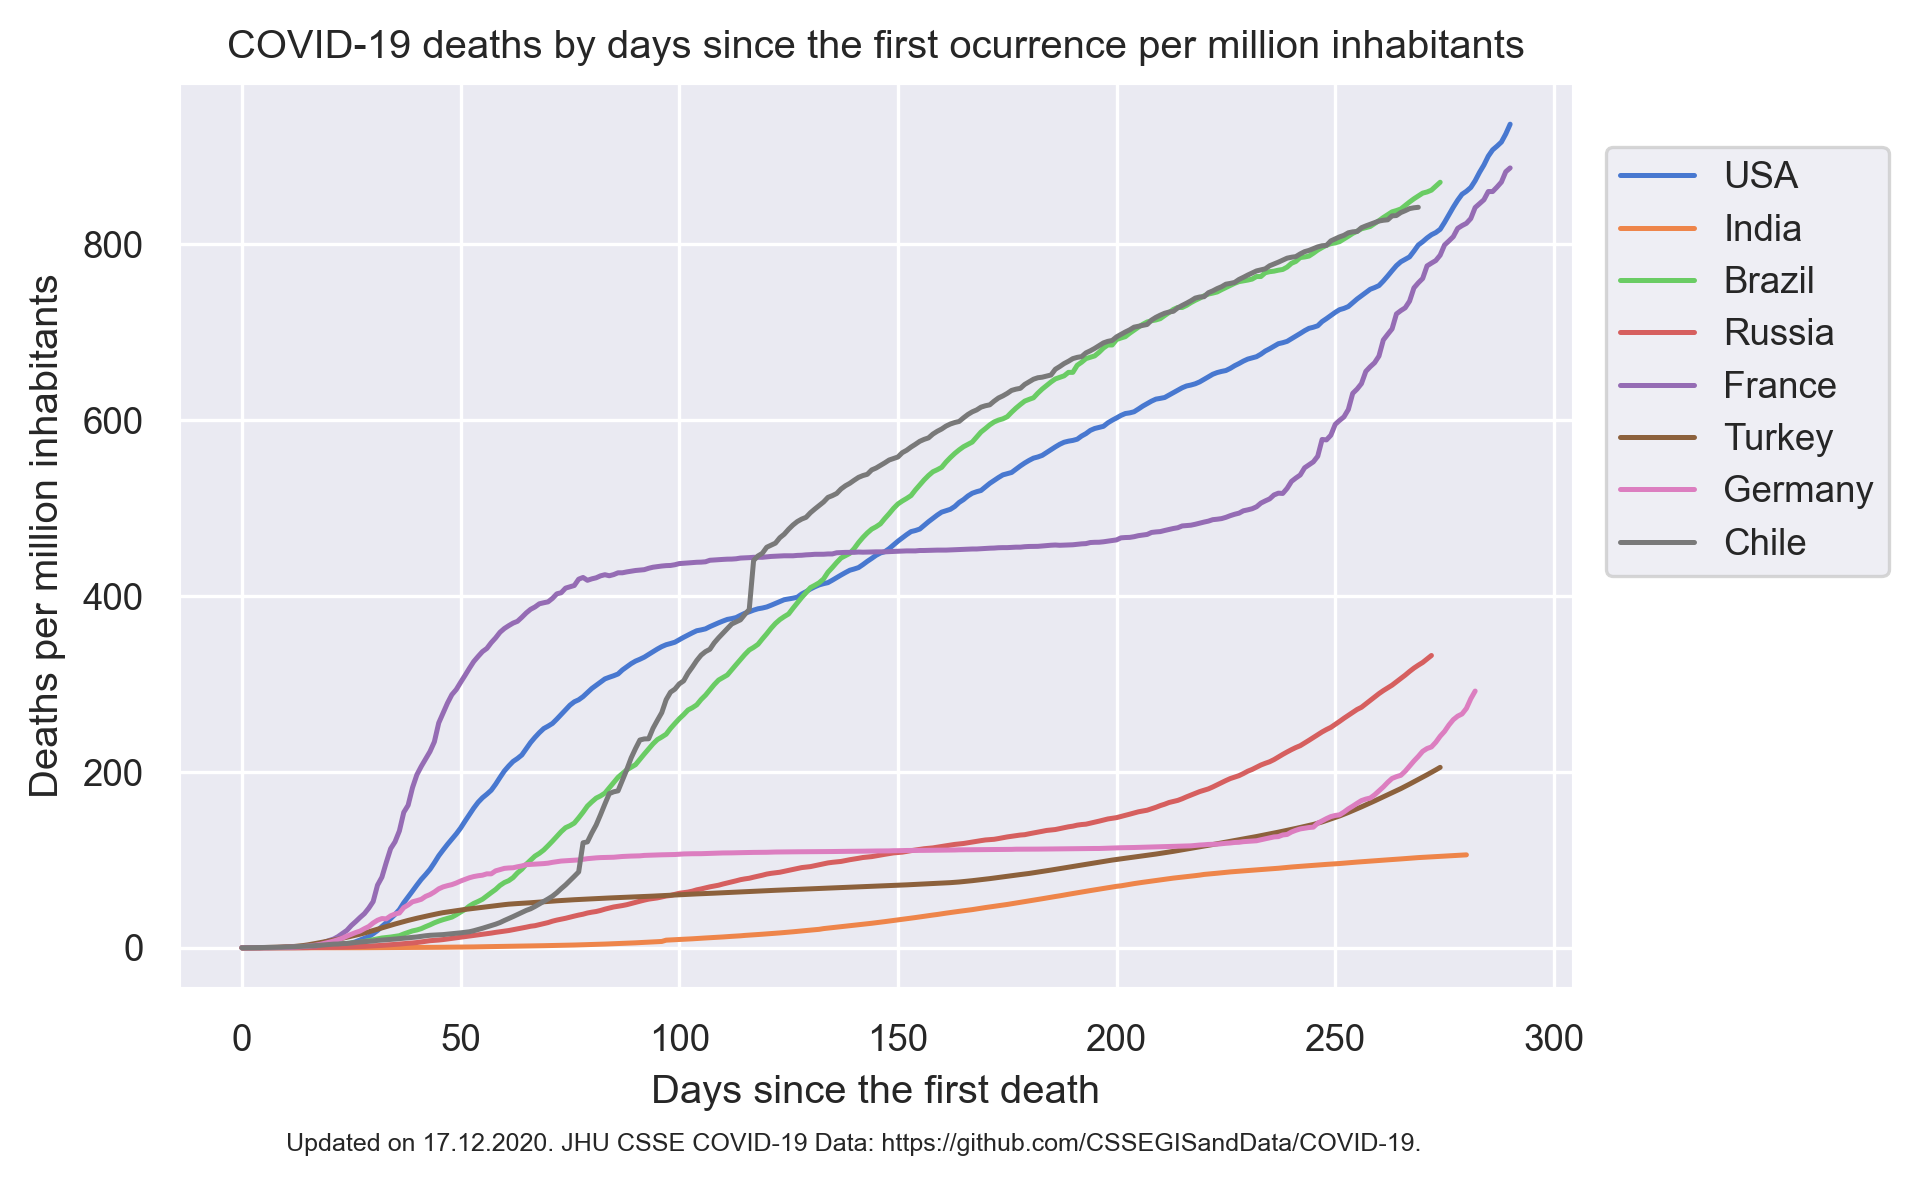 COVID-19 deaths by days since the first ocurrence per million inhabitants
Deaths per million inhabitants
800
600
400
200
0
0 50 100 150 200 250 300
Days since the first death
USA
India
Brazil
Russia
France
Turkey
Germany
Chile
Updated on 17.12.2020. JHU CSSE COVID-19 Data: https://github.com/CSSEGISandData/COVID-19.